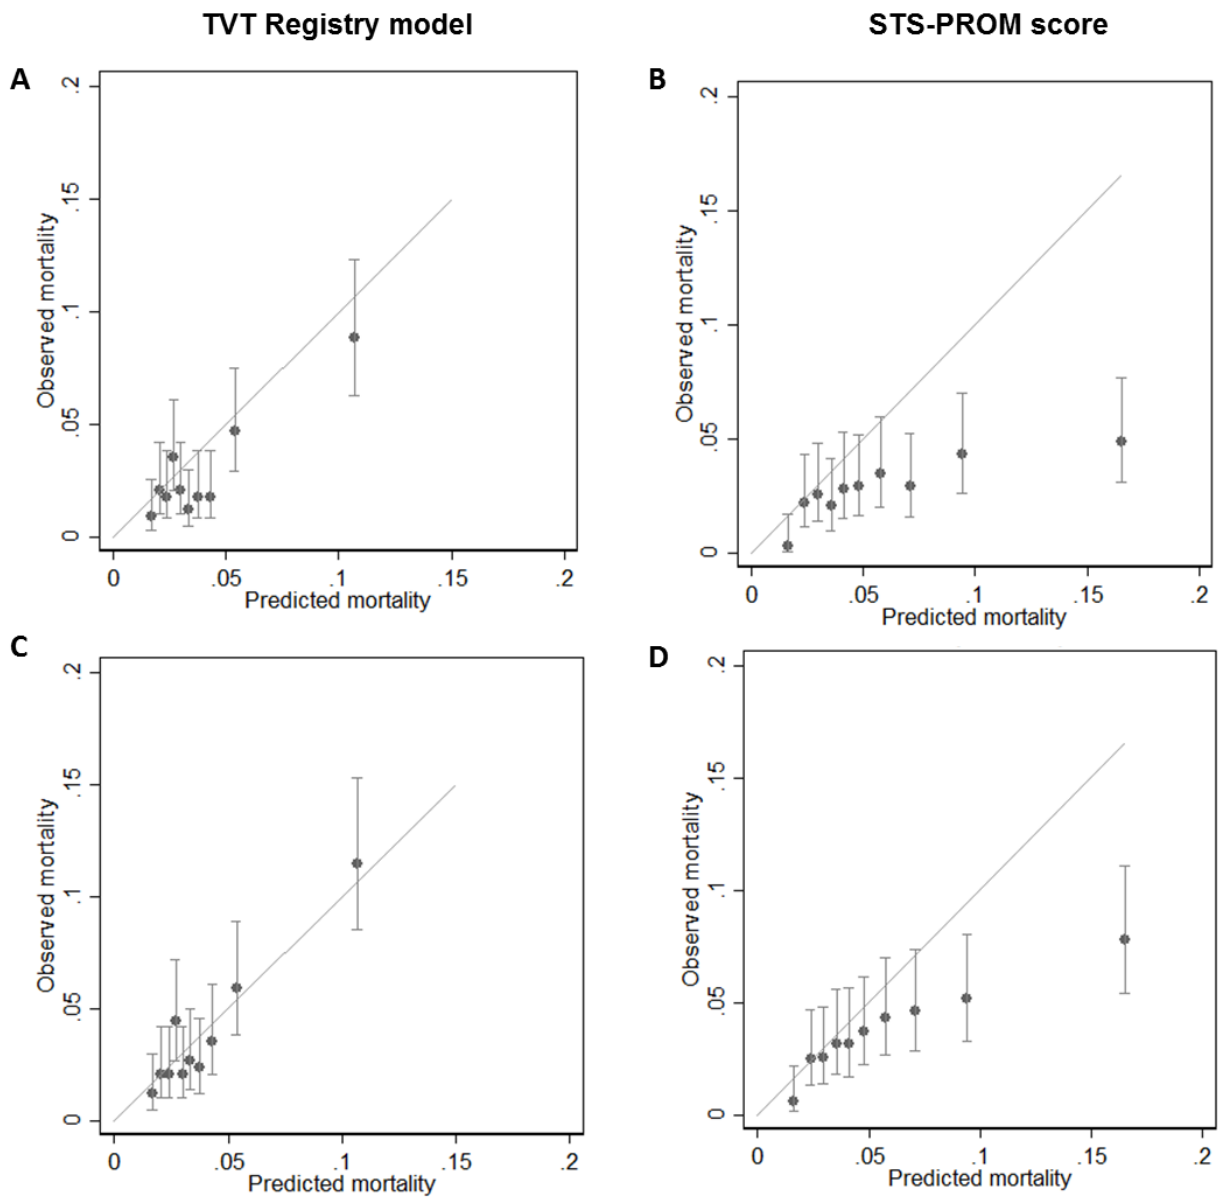 TVT Registry model
STS-PROM score
A
Observed mortality
.2
.15
.1
.05
0
0 .05 .1 .15 .2
Predicted mortality
B
Observed mortality
.2
.15
.1
.05
0
0 .05 .1 .15 .2
Predicted mortality
C
Observed mortality
.2
.15
.1
.05
0
0 .05 .1 .15 .2
Predicted mortality
D
Observed mortality
.2
.15
.1
.05
0
0 .05 .1 .15 .2
Predicted mortality